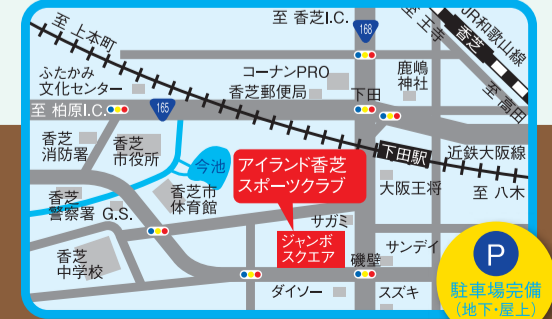 至 上本町
至 香芝I.C.
168
至 王寺
JR和歌山線
香芝
至 高田
ふたかみ
文化センター
コーナンPRO
香芝郵便局
鹿嶋
神社
下田
至 柏原I.C.
165
香芝
消防署
香芝
市役所
今池
アイランド香芝
スポーツクラブ
下田駅
近鉄大阪線
大阪王将
至 八木
香芝
警察署
G.S.
香芝市
体育館
サガミ
ジャンボ
スクエア
サンデイ
磯壁
香芝
中学校
ダイソー
スズキ
P
駐車場完備
(地下・屋上)